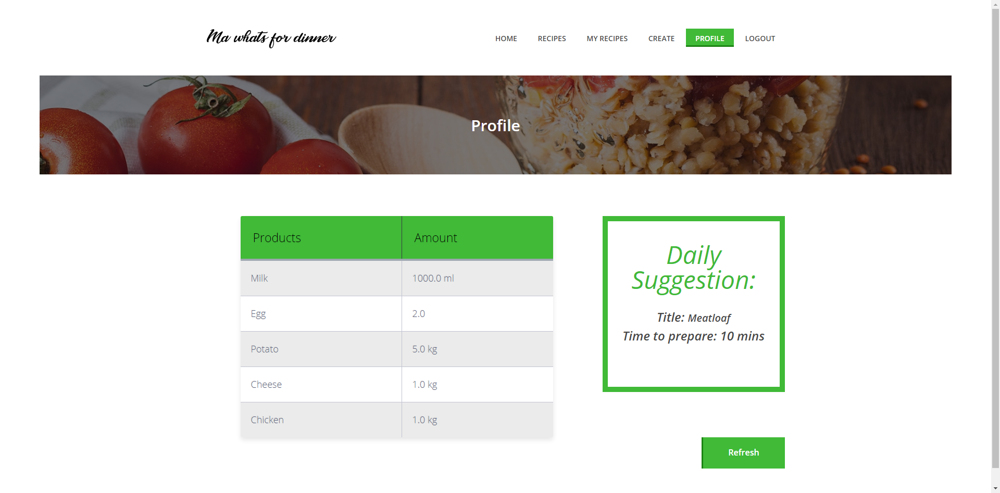 Ma whats for dinner
HOME RECIPES MY RECIPES CREATE PROFILE LOGOUT
Profile
Products Amount
Milk 1000.0 ml
Egg 2.0
Potato 5.0 kg
Cheese 1.0 kg
Chicken 1.0 kg
Daily
Suggestion:
Title: Meatloaf
Time to prepare: 10 mins
Refresh